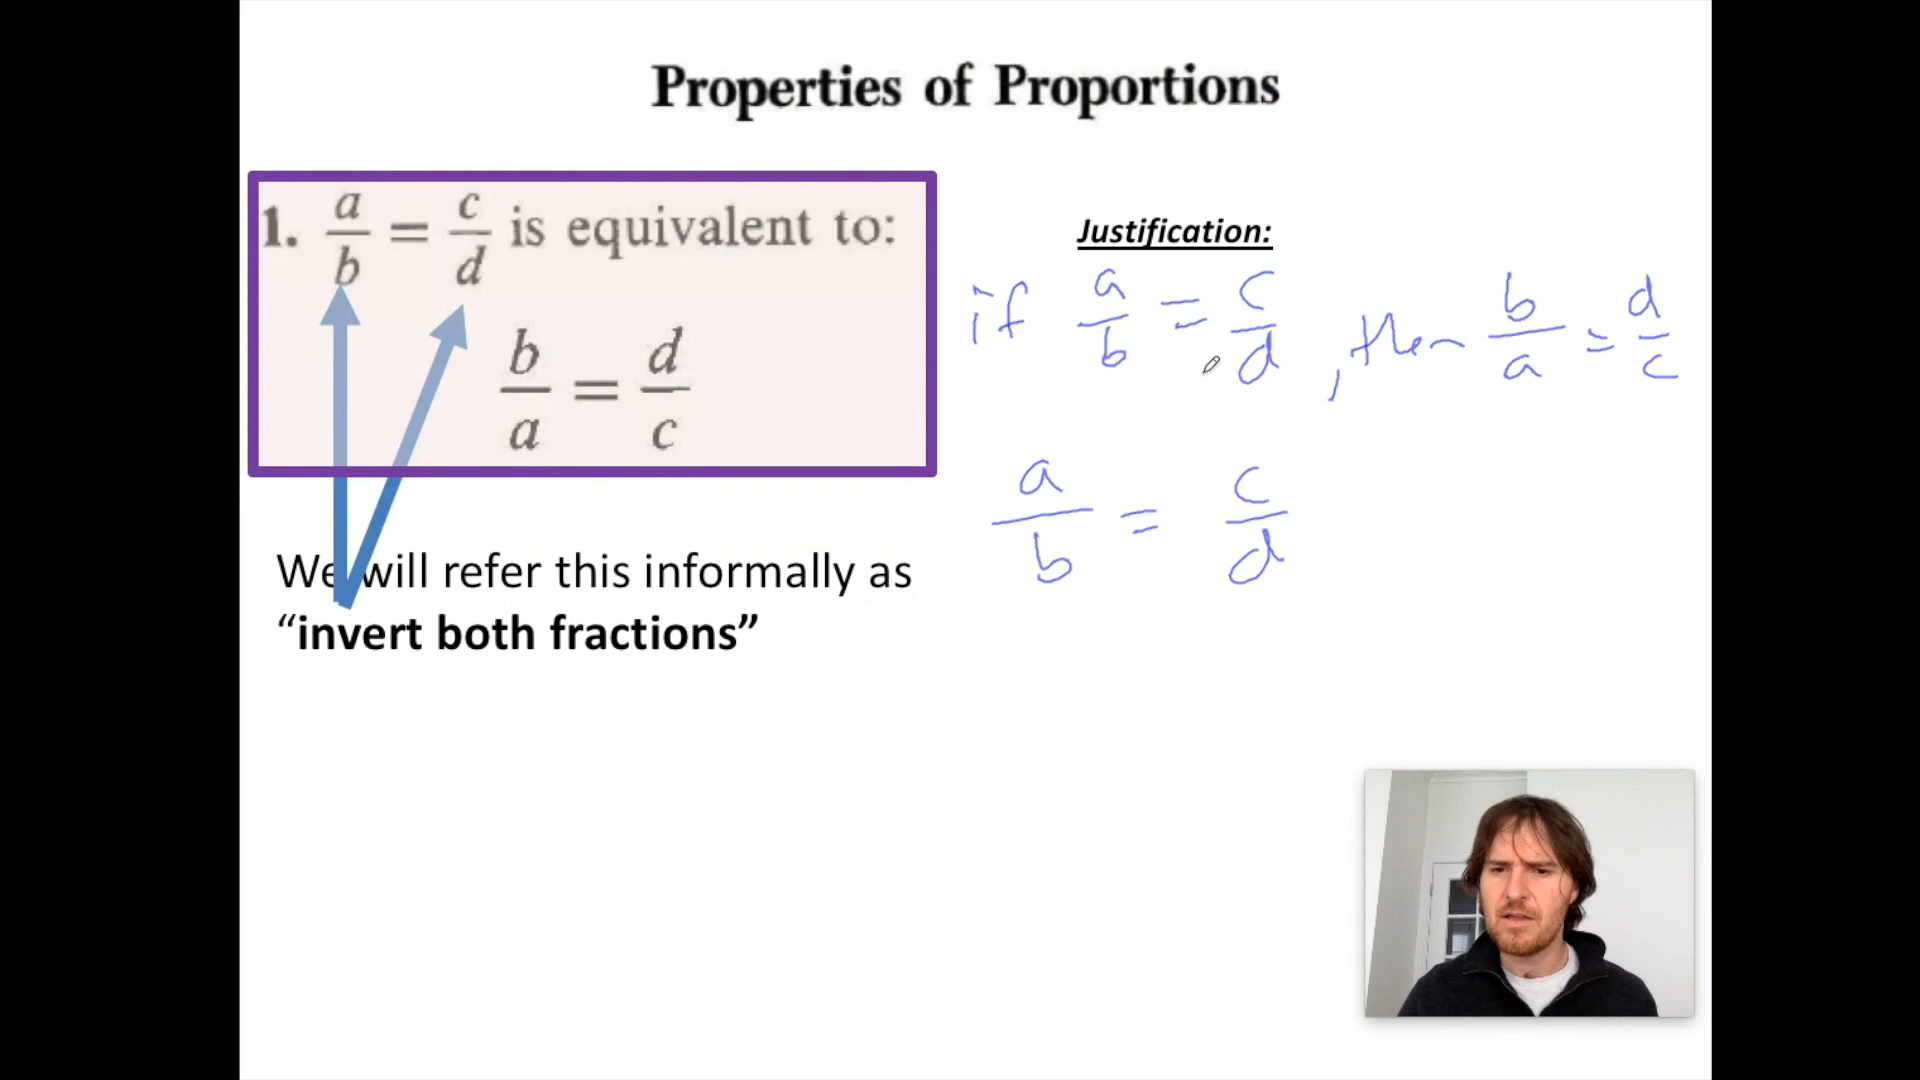 Properties of Proportions
1. a/b = c/d is equivalent to:
b/a = d/c
We will refer this informally as
“invert both fractions”
Justification:
if a/b = c/d, then b/a = d/c
a/b = c/d